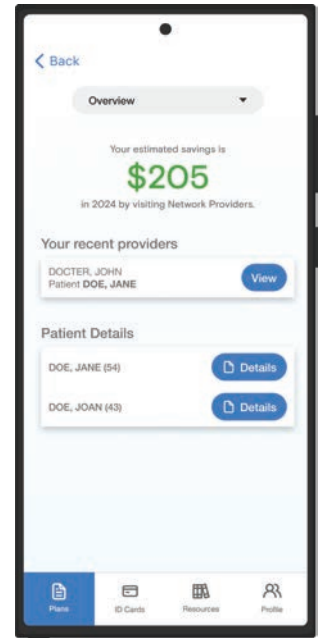 Back
Overview
Your estimated savings is
$205
in 2024 by visiting Network Providers.
Your recent providers
DOCTER, JOHN
Patient DOE, JANE
View
Patient Details
DOE, JANE (54)
Details
DOE, JOAN (43)
Details
Plans
ID Cards
Resources
Profile